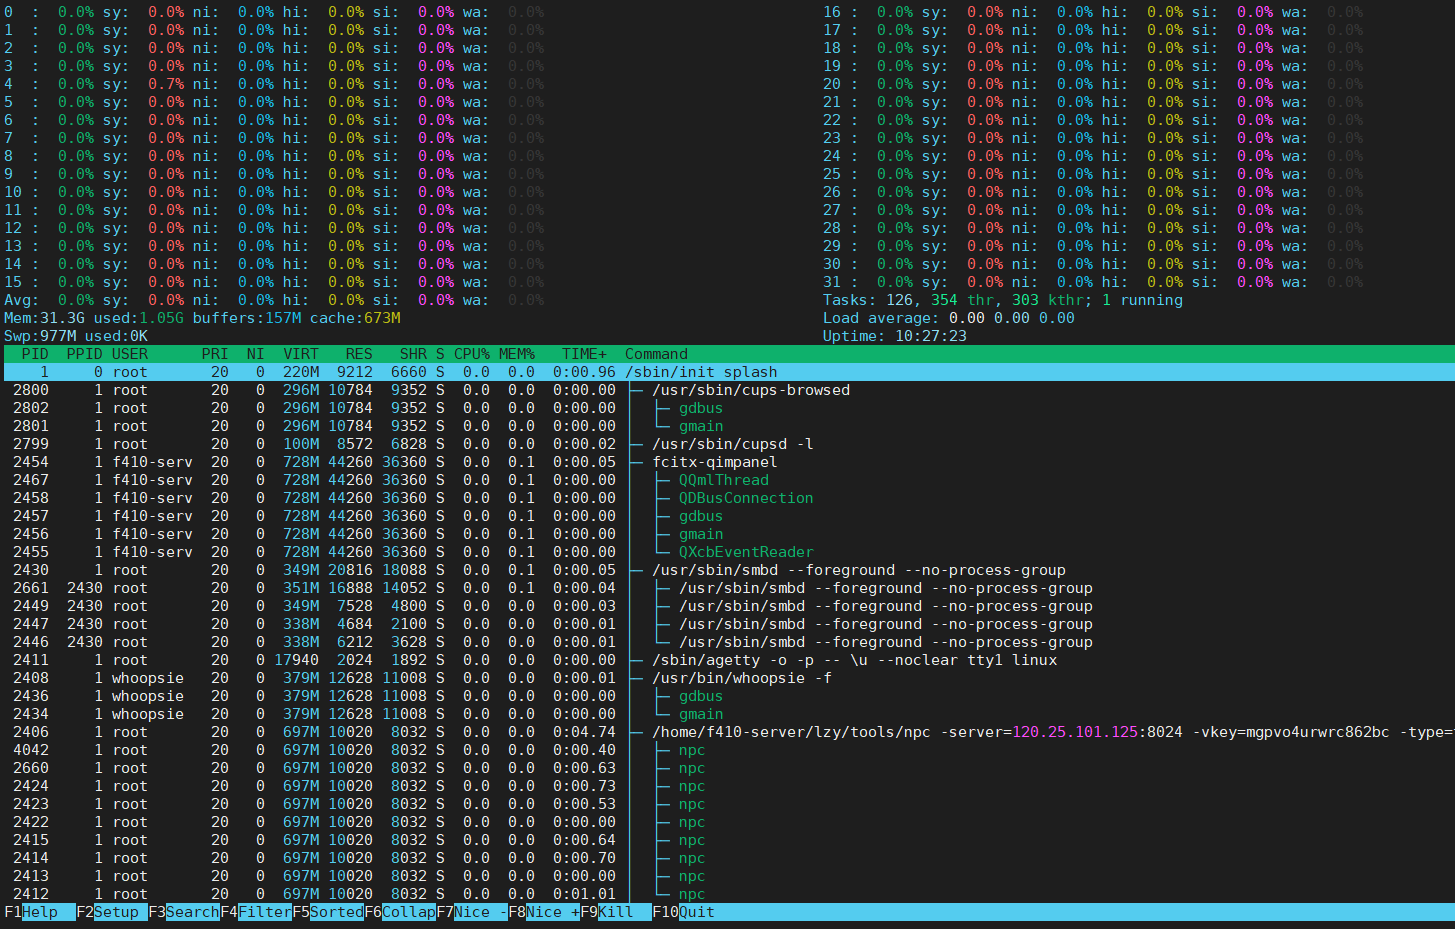 0  :  0.0% sy:  0.0% ni:  0.0% hi:  0.0% si:  0.0% wa:  0.0% 16 :  0.0% sy:  0.0% ni:  0.0% hi:  0.0% si:  0.0% wa:  0.0%
1  :  0.0% sy:  0.0% ni:  0.0% hi:  0.0% si:  0.0% wa:  0.0% 17 :  0.0% sy:  0.0% ni:  0.0% hi:  0.0% si:  0.0% wa:  0.0%
2  :  0.0% sy:  0.0% ni:  0.0% hi:  0.0% si:  0.0% wa:  0.0% 18 :  0.0% sy:  0.0% ni:  0.0% hi:  0.0% si:  0.0% wa:  0.0%
3  :  0.0% sy:  0.0% ni:  0.0% hi:  0.0% si:  0.0% wa:  0.0% 19 :  0.0% sy:  0.0% ni:  0.0% hi:  0.0% si:  0.0% wa:  0.0%
4  :  0.0% sy:  0.7% ni:  0.0% hi:  0.0% si:  0.0% wa:  0.0% 20 :  0.0% sy:  0.0% ni:  0.0% hi:  0.0% si:  0.0% wa:  0.0%
5  :  0.0% sy:  0.0% ni:  0.0% hi:  0.0% si:  0.0% wa:  0.0% 21 :  0.0% sy:  0.0% ni:  0.0% hi:  0.0% si:  0.0% wa:  0.0%
6  :  0.0% sy:  0.0% ni:  0.0% hi:  0.0% si:  0.0% wa:  0.0% 22 :  0.0% sy:  0.0% ni:  0.0% hi:  0.0% si:  0.0% wa:  0.0%
7  :  0.0% sy:  0.0% ni:  0.0% hi:  0.0% si:  0.0% wa:  0.0% 23 :  0.0% sy:  0.0% ni:  0.0% hi:  0.0% si:  0.0% wa:  0.0%
8  :  0.0% sy:  0.0% ni:  0.0% hi:  0.0% si:  0.0% wa:  0.0% 24 :  0.0% sy:  0.0% ni:  0.0% hi:  0.0% si:  0.0% wa:  0.0%
9  :  0.0% sy:  0.0% ni:  0.0% hi:  0.0% si:  0.0% wa:  0.0% 25 :  0.0% sy:  0.0% ni:  0.0% hi:  0.0% si:  0.0% wa:  0.0%
10 :  0.0% sy:  0.0% ni:  0.0% hi:  0.0% si:  0.0% wa:  0.0% 26 :  0.0% sy:  0.0% ni:  0.0% hi:  0.0% si:  0.0% wa:  0.0%
11 :  0.0% sy:  0.0% ni:  0.0% hi:  0.0% si:  0.0% wa:  0.0% 27 :  0.0% sy:  0.0% ni:  0.0% hi:  0.0% si:  0.0% wa:  0.0%
12 :  0.0% sy:  0.0% ni:  0.0% hi:  0.0% si:  0.0% wa:  0.0% 28 :  0.0% sy:  0.0% ni:  0.0% hi:  0.0% si:  0.0% wa:  0.0%
13 :  0.0% sy:  0.0% ni:  0.0% hi:  0.0% si:  0.0% wa:  0.0% 29 :  0.0% sy:  0.0% ni:  0.0% hi:  0.0% si:  0.0% wa:  0.0%
14 :  0.0% sy:  0.0% ni:  0.0% hi:  0.0% si:  0.0% wa:  0.0% 30 :  0.0% sy:  0.0% ni:  0.0% hi:  0.0% si:  0.0% wa:  0.0%
15 :  0.0% sy:  0.0% ni:  0.0% hi:  0.0% si:  0.0% wa:  0.0% 31 :  0.0% sy:  0.0% ni:  0.0% hi:  0.0% si:  0.0% wa:  0.0%
Avg:  0.0% sy:  0.0% ni:  0.0% hi:  0.0% si:  0.0% wa:  0.0% Tasks: 126, 354 thr, 303 kthr; 1 running
Mem:31.3G used:1.05G buffers:157M cache:673M Load average: 0.00 0.00 0.00
Swp:977M used:0K Uptime: 10:27:23
PID PPID USER PRI NI VIRT RES SHR S CPU% MEM% TIME+ Command
1 0 root 20 0 220M 9212 6660 S 0.0 0.0 0:00.96 /sbin/init splash
2800 1 root 20 0 296M 10784 9352 S 0.0 0.0 0:00.00 ├─ /usr/sbin/cups-browsed
2802 1 root 20 0 296M 10784 9352 S 0.0 0.0 0:00.00 │  ├─ gdbus
2801 1 root 20 0 296M 10784 9352 S 0.0 0.0 0:00.00 │  └─ gmain
2799 1 root 20 0 100M 8572 6828 S 0.0 0.0 0:00.02 ├─ /usr/sbin/cupsd -l
2454 1 f410-serv 20 0 728M 44260 36360 S 0.0 0.1 0:00.05 ├─ fcitx-qimpanel
2467 1 f410-serv 20 0 728M 44260 36360 S 0.0 0.1 0:00.00 │  ├─ QQmlThread
2458 1 f410-serv 20 0 728M 44260 36360 S 0.0 0.1 0:00.00 │  ├─ QDBusConnection
2457 1 f410-serv 20 0 728M 44260 36360 S 0.0 0.1 0:00.00 │  ├─ gdbus
2456 1 f410-serv 20 0 728M 44260 36360 S 0.0 0.1 0:00.00 │  ├─ gmain
2455 1 f410-serv 20 0 728M 44260 36360 S 0.0 0.1 0:00.00 │  └─ QXcbEventReader
2430 1 root 20 0 349M 20816 18088 S 0.0 0.1 0:00.05 ├─ /usr/sbin/smbd --foreground --no-process-group
2661 2430 root 20 0 351M 16888 14052 S 0.0 0.1 0:00.04 │  ├─ /usr/sbin/smbd --foreground --no-process-group
2449 2430 root 20 0 349M 7528 4800 S 0.0 0.0 0:00.03 │  ├─ /usr/sbin/smbd --foreground --no-process-group
2447 2430 root 20 0 338M 4684 2100 S 0.0 0.0 0:00.01 │  ├─ /usr/sbin/smbd --foreground --no-process-group
2446 2430 root 20 0 338M 6212 3628 S 0.0 0.0 0:00.01 │  └─ /usr/sbin/smbd --foreground --no-process-group
2411 1 root 20 0 17940 2024 1892 S 0.0 0.0 0:00.00 ├─ /sbin/agetty -o -p -- \u --noclear tty1 linux
2408 1 whoopsie 20 0 379M 12628 11008 S 0.0 0.0 0:00.01 ├─ /usr/bin/whoopsie -f
2436 1 whoopsie 20 0 379M 12628 11008 S 0.0 0.0 0:00.00 │  ├─ gdbus
2434 1 whoopsie 20 0 379M 12628 11008 S 0.0 0.0 0:00.00 │  └─ gmain
2406 1 root 20 0 697M 10020 8032 S 0.0 0.0 0:04.74 ├─ /home/f410-server/lzy/tools/npc -server=120.25.101.125:8024 -vkey=mgpvo4urwrc862bc -type=
4042 1 root 20 0 697M 10020 8032 S 0.0 0.0 0:00.40 │  ├─ npc
2660 1 root 20 0 697M 10020 8032 S 0.0 0.0 0:00.63 │  ├─ npc
2424 1 root 20 0 697M 10020 8032 S 0.0 0.0 0:00.73 │  ├─ npc
2423 1 root 20 0 697M 10020 8032 S 0.0 0.0 0:00.53 │  ├─ npc
2422 1 root 20 0 697M 10020 8032 S 0.0 0.0 0:00.00 │  ├─ npc
2415 1 root 20 0 697M 10020 8032 S 0.0 0.0 0:00.64 │  ├─ npc
2414 1 root 20 0 697M 10020 8032 S 0.0 0.0 0:00.70 │  ├─ npc
2413 1 root 20 0 697M 10020 8032 S 0.0 0.0 0:00.00 │  ├─ npc
2412 1 root 20 0 697M 10020 8032 S 0.0 0.0 0:01.01 │  └─ npc
F1Help  F2Setup F3SearchF4FilterF5SortedF6CollapF7Nice -F8Nice +F9Kill  F10Quit